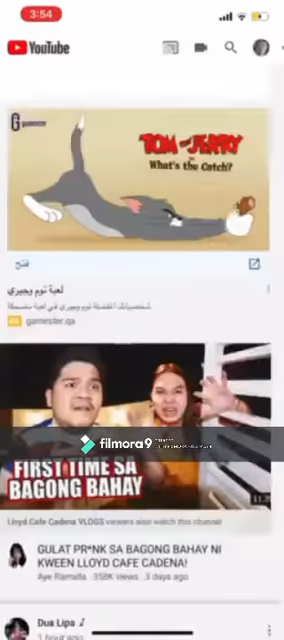 3:54
YouTube
G gamester
TOM and JERRY
in
What's the Catch?
فتح
لعبة توم وجيري
gamester.qa
filmora9
FIRST TIME SA
BAGONG BAHAY
Lloyd Cafe Cadena VLOGS viewers also watch this channel
GULAT PR*NK SA BAGONG BAHAY NI
KWEEN LLOYD CAFE CADENA!
Aye Ramalla · 358K views · 3 days ago
Dua Lipa
1 hour ago